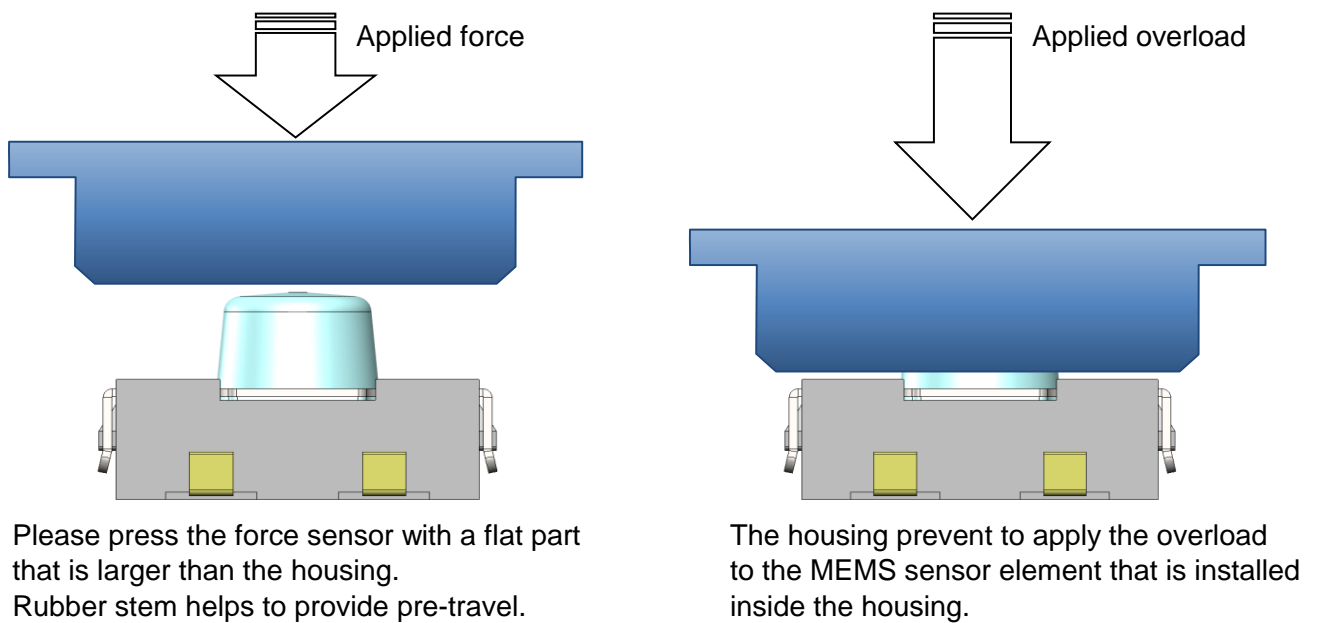 Applied force
Applied overload
Please press the force sensor with a flat part
that is larger than the housing.
Rubber stem helps to provide pre-travel.
The housing prevent to apply the overload
to the MEMS sensor element that is installed
inside the housing.